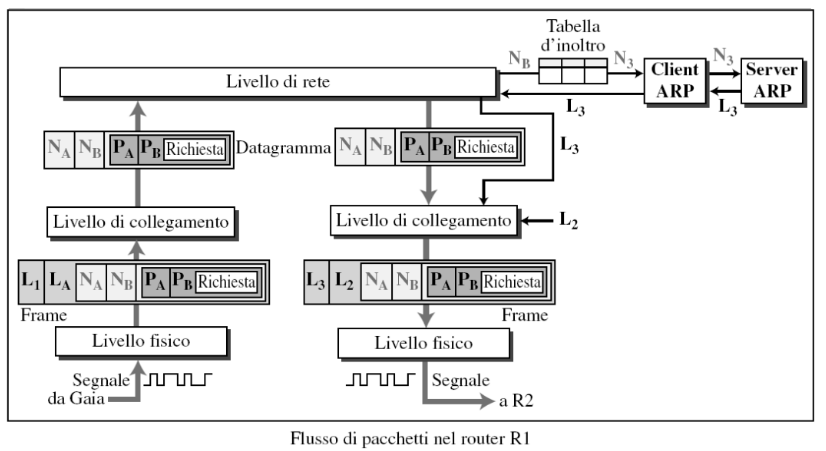 Tabella
d'inoltro
N_B
N_3
Client
ARP
N_3
Server
ARP
L_3
L_3
Livello di rete
N_A N_B P_A P_B Richiesta
Datagramma
N_A N_B P_A P_B Richiesta
L_3
Livello di collegamento
Livello di collegamento
L_2
L_1 L_A N_A N_B P_A P_B Richiesta
Frame
L_3 L_2 N_A N_B P_A P_B Richiesta
Frame
Livello fisico
Livello fisico
Segnale
da Gaia
Segnale
a R2
Flusso di pacchetti nel router R1